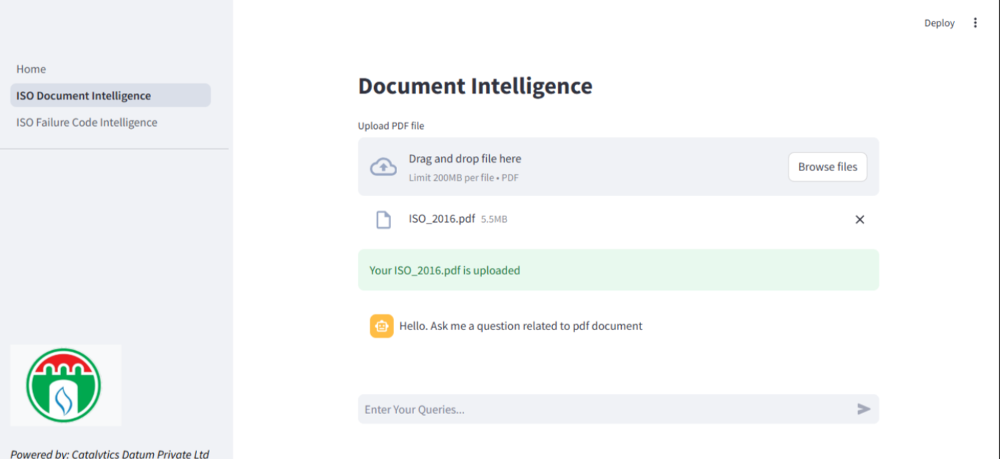 Deploy
Home
ISO Document Intelligence
ISO Failure Code Intelligence
Document Intelligence
Upload PDF file
Drag and drop file here
Limit 200MB per file • PDF
Browse files
ISO_2016.pdf 5.5MB
Your ISO_2016.pdf is uploaded
Hello. Ask me a question related to pdf document
Enter Your Queries...
Powered by: Catalytics Datum Private Ltd